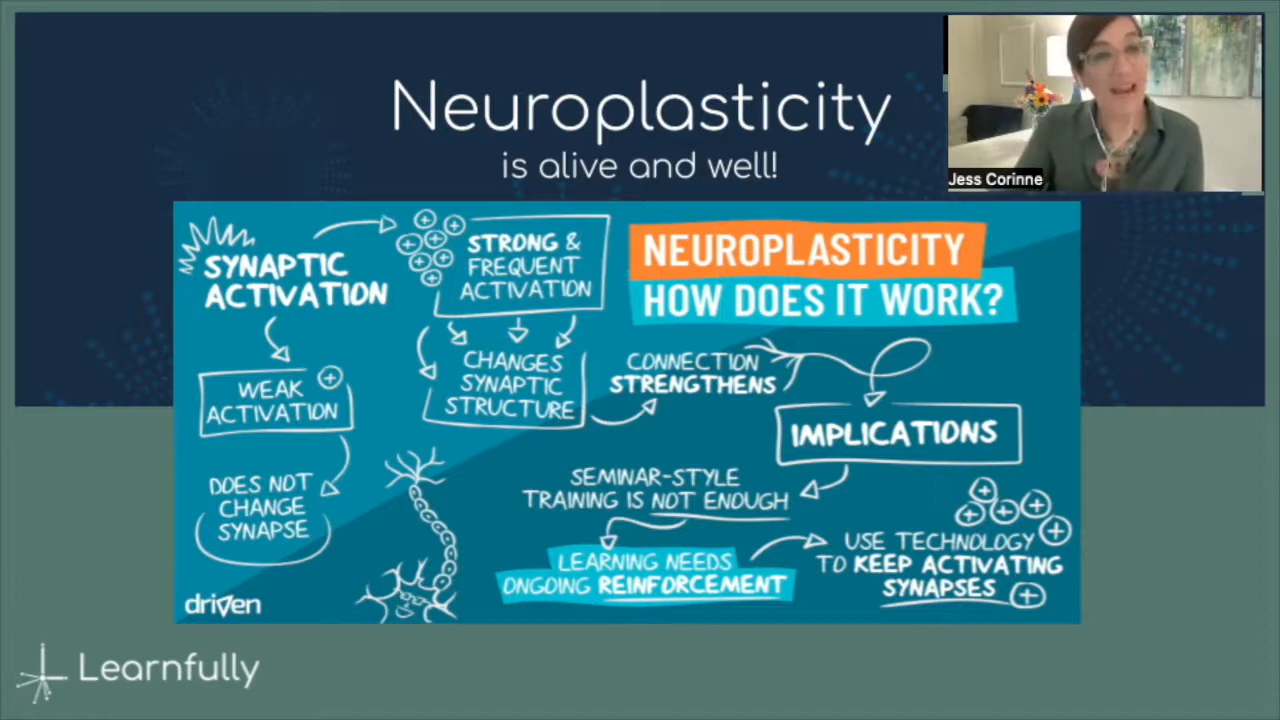 Neuroplasticity
is alive and well!
Jess Corinne
SYNAPTIC
ACTIVATION
WEAK
ACTIVATION
DOES NOT
CHANGE
SYNAPSE
STRONG &
FREQUENT
ACTIVATION
CHANGES
SYNAPTIC
STRUCTURE
CONNECTION
STRENGTHENS
NEUROPLASTICITY
HOW DOES IT WORK?
IMPLICATIONS
SEMINAR-STYLE
TRAINING IS NOT ENOUGH
LEARNING NEEDS
ONGOING REINFORCEMENT
USE TECHNOLOGY
TO KEEP ACTIVATING
SYNAPSES
driven
Learnfully